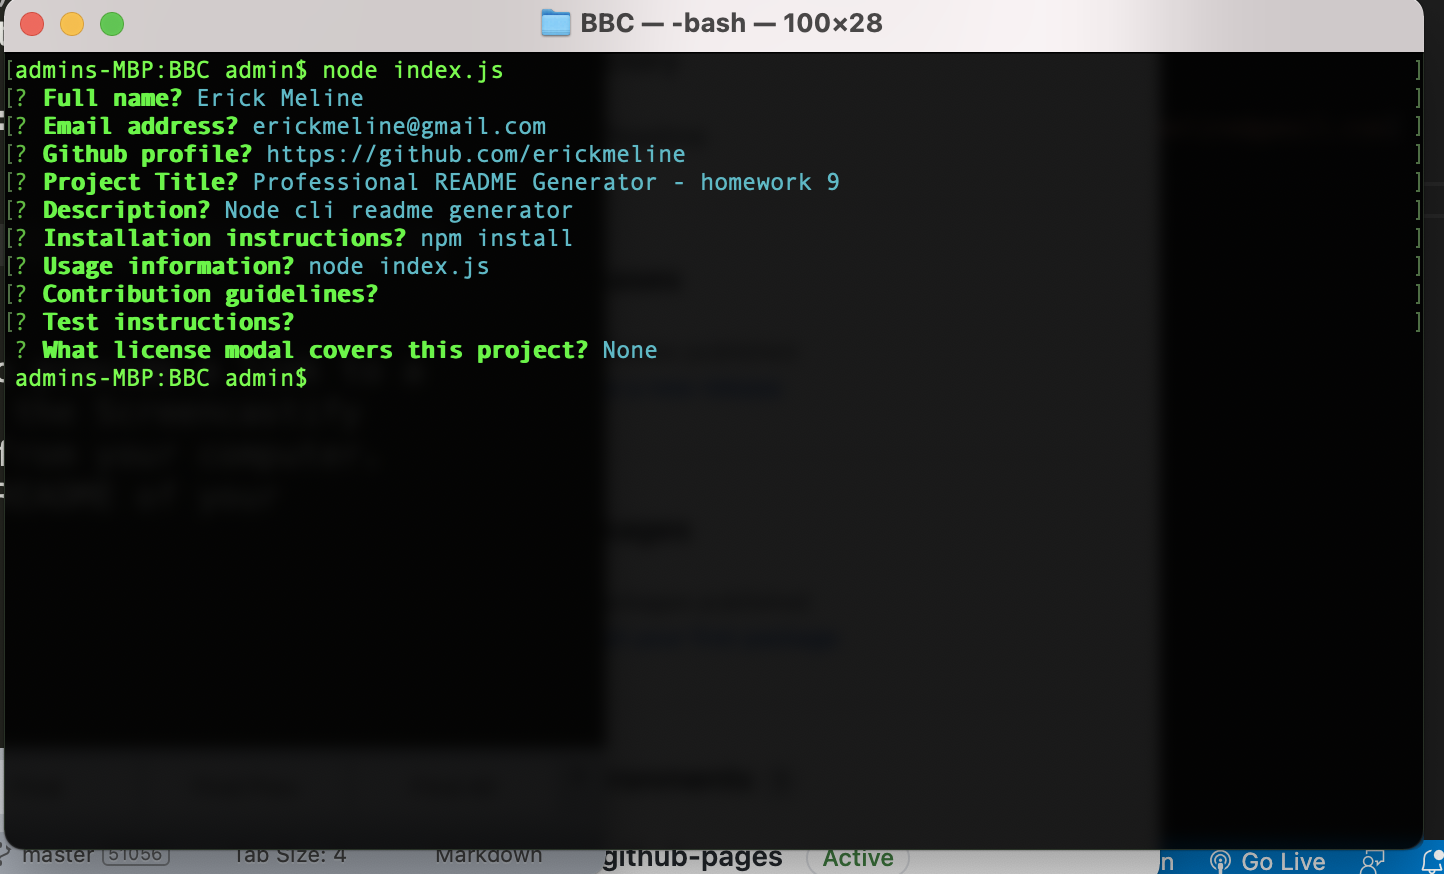 BBC — -bash — 100×28
[admins-MBP:BBC admin$ node index.js ]
[? Full name? Erick Meline ]
[? Email address? erickmeline@gmail.com ]
[? Github profile? https://github.com/erickmeline ]
[? Project Title? Professional README Generator - homework 9 ]
[? Description? Node cli readme generator ]
[? Installation instructions? npm install ]
[? Usage information? node index.js ]
[? Contribution guidelines? ]
[? Test instructions? ]
? What license modal covers this project? None
admins-MBP:BBC admin$
master 51056 Tab Size: 4 Markdown github-pages Active n Go Live